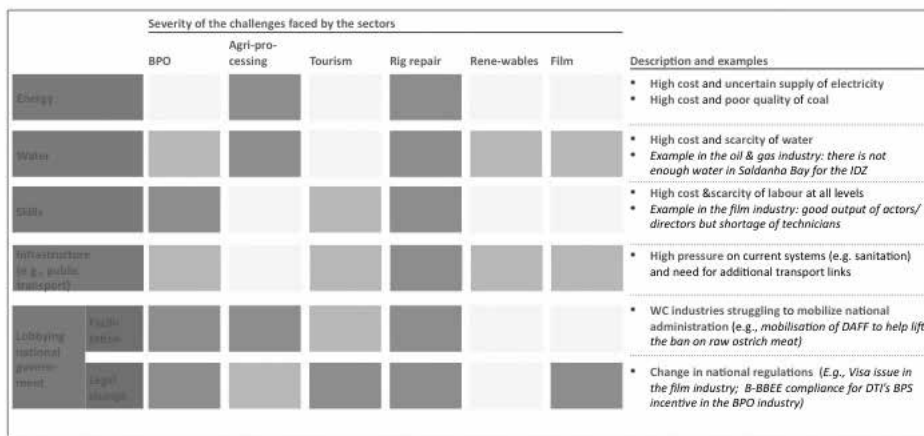 Severity of the challenges faced by the sectors
BPO
Agri-pro-
cessing
Tourism
Rig repair
Rene-wables
Film
Description and examples
Energy
• High cost and uncertain supply of electricity
• High cost and poor quality of coal
Water
• High cost and scarcity of water
• Example in the oil & gas industry: there is not
enough water in Saldanha Bay for the IDZ
Skills
• High cost &scarcity of labour at all levels
• Example in the film industry: good output of actors/
directors but shortage of technicians
Infrastructure
(e.g., public
transport)
• High pressure on current systems (e.g. sanitation)
and need for additional transport links
Lobbying
national
govern-
ment
• WC industries struggling to mobilize national
administration (e.g., mobilisation of DAFF to help lift
the ban on raw ostrich meat)
Legal
• Change in national regulations (E.g., Visa issue in
the film industry; B-BBEE compliance for DTI's BPS
incentive in the BPO industry)